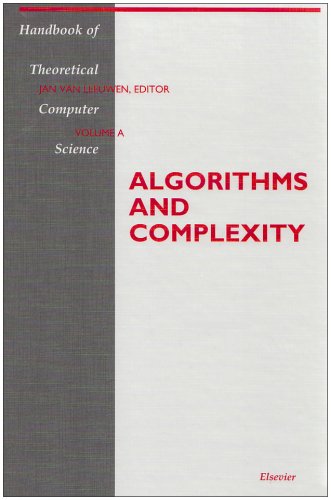 Handbook of
Theoretical
JAN VAN LEEUWEN, EDITOR
Computer
VOLUME A
Science
ALGORITHMS
AND
COMPLEXITY
Elsevier